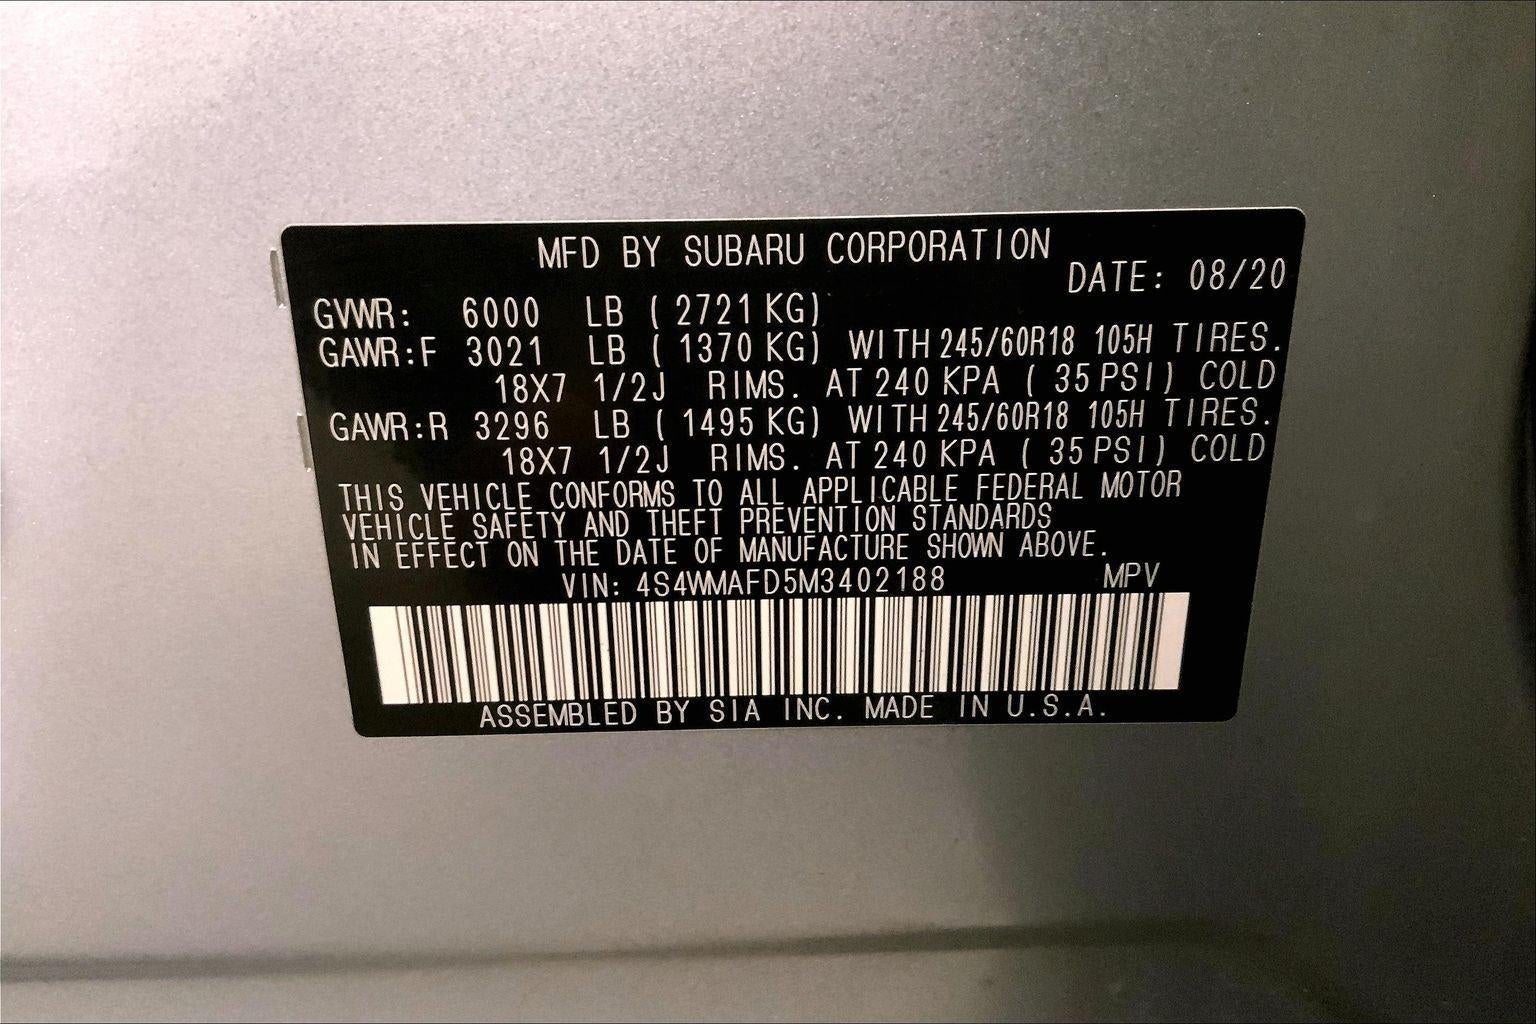 MFD BY SUBARU CORPORATION
DATE: 08/20
GVWR: 6000 LB ( 2721 KG)
GAWR:F 3021 LB ( 1370 KG) WITH 245/60R18 105H TIRES.
18X7 1/2J RIMS. AT 240 KPA ( 35 PSI) COLD
GAWR:R 3296 LB ( 1495 KG) WITH 245/60R18 105H TIRES.
18X7 1/2J RIMS. AT 240 KPA ( 35 PSI) COLD
THIS VEHICLE CONFORMS TO ALL APPLICABLE FEDERAL MOTOR
VEHICLE SAFETY AND THEFT PREVENTION STANDARDS
IN EFFECT ON THE DATE OF MANUFACTURE SHOWN ABOVE.
VIN: 4S4WMAFD5M3402188 MPV
ASSEMBLED BY SIA INC. MADE IN U.S.A.